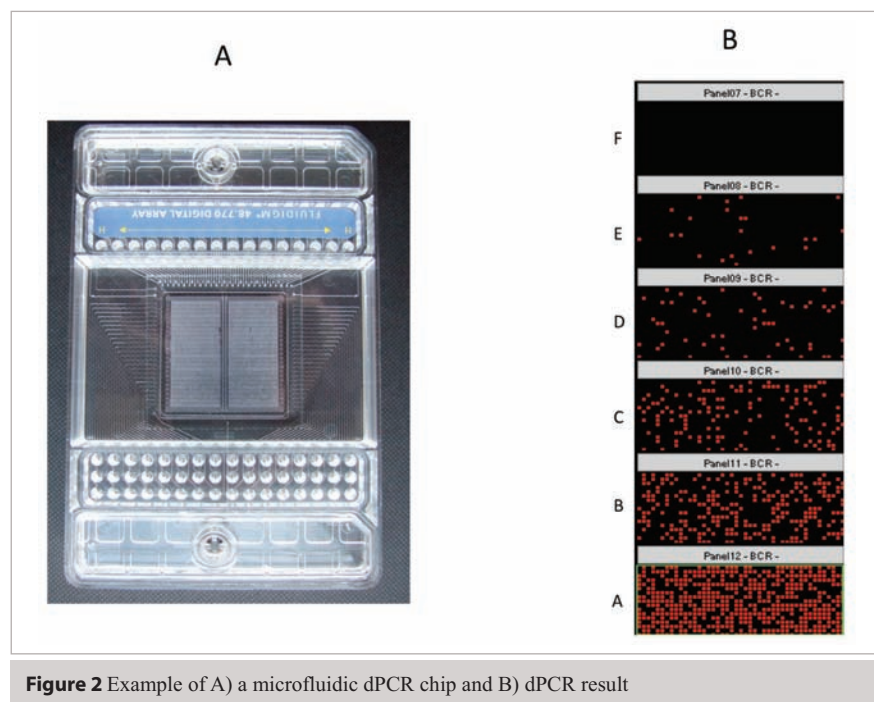 A
B
FLUIDIGM® 48.770 DIGITAL ARRAY
H
H
Panel07 - BCR -
F
Panel08 - BCR -
E
Panel09 - BCR -
D
Panel10 - BCR -
C
Panel11 - BCR -
B
Panel12 - BCR -
A
Figure 2 Example of A) a microfluidic dPCR chip and B) dPCR result